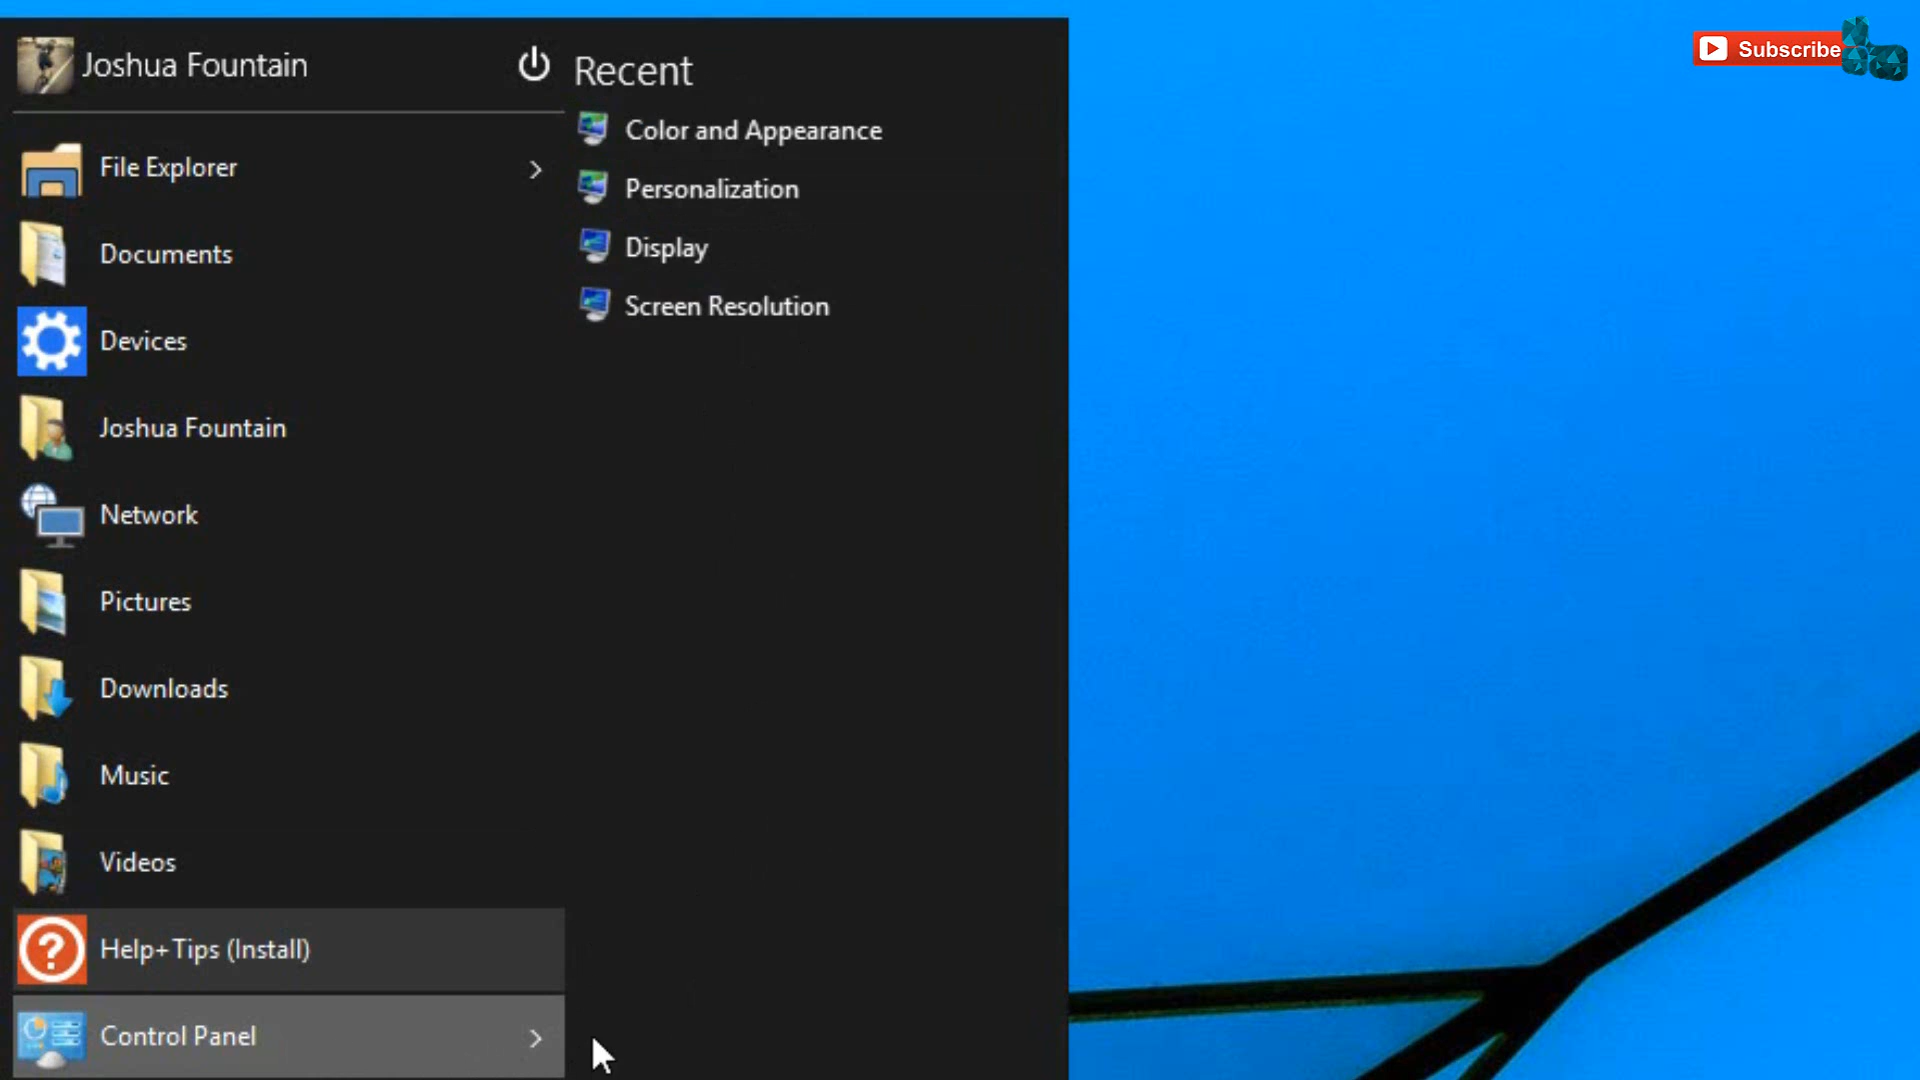 Joshua Fountain
File Explorer
Documents
Devices
Joshua Fountain
Network
Pictures
Downloads
Music
Videos
Help+Tips (Install)
Control Panel
Recent
Color and Appearance
Personalization
Display
Screen Resolution
Subscribe